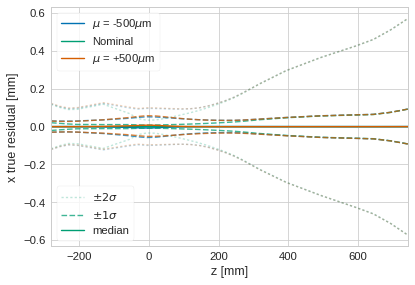 0.6
0.4
0.2
0.0
−0.2
−0.4
−0.6
x true residual [mm]
μ = -500μm
Nominal
μ = +500μm
±2σ
±1σ
median
−200 0 200 400 600
z [mm]